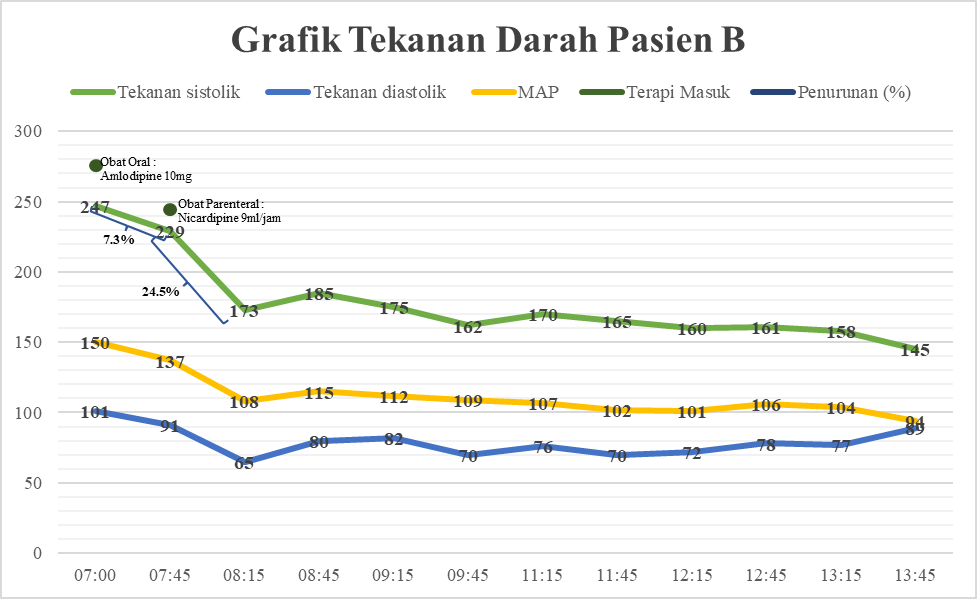 Grafik Tekanan Darah Pasien B
Tekanan sistolik Tekanan diastolik MAP Terapi Masuk Penurunan (%)
300
250
200
150
100
50
0
Obat Oral :
Amlodipine 10mg
Obat Parenteral :
Nicardipine 9ml/jam
7.3%
24.5%
247 229 173 185 175 162 170 165 160 161 158 145
150 137 108 115 112 109 107 102 101 106 104 94
101 91 65 80 82 70 76 70 72 78 77 89
07:00 07:45 08:15 08:45 09:15 09:45 11:15 11:45 12:15 12:45 13:15 13:45